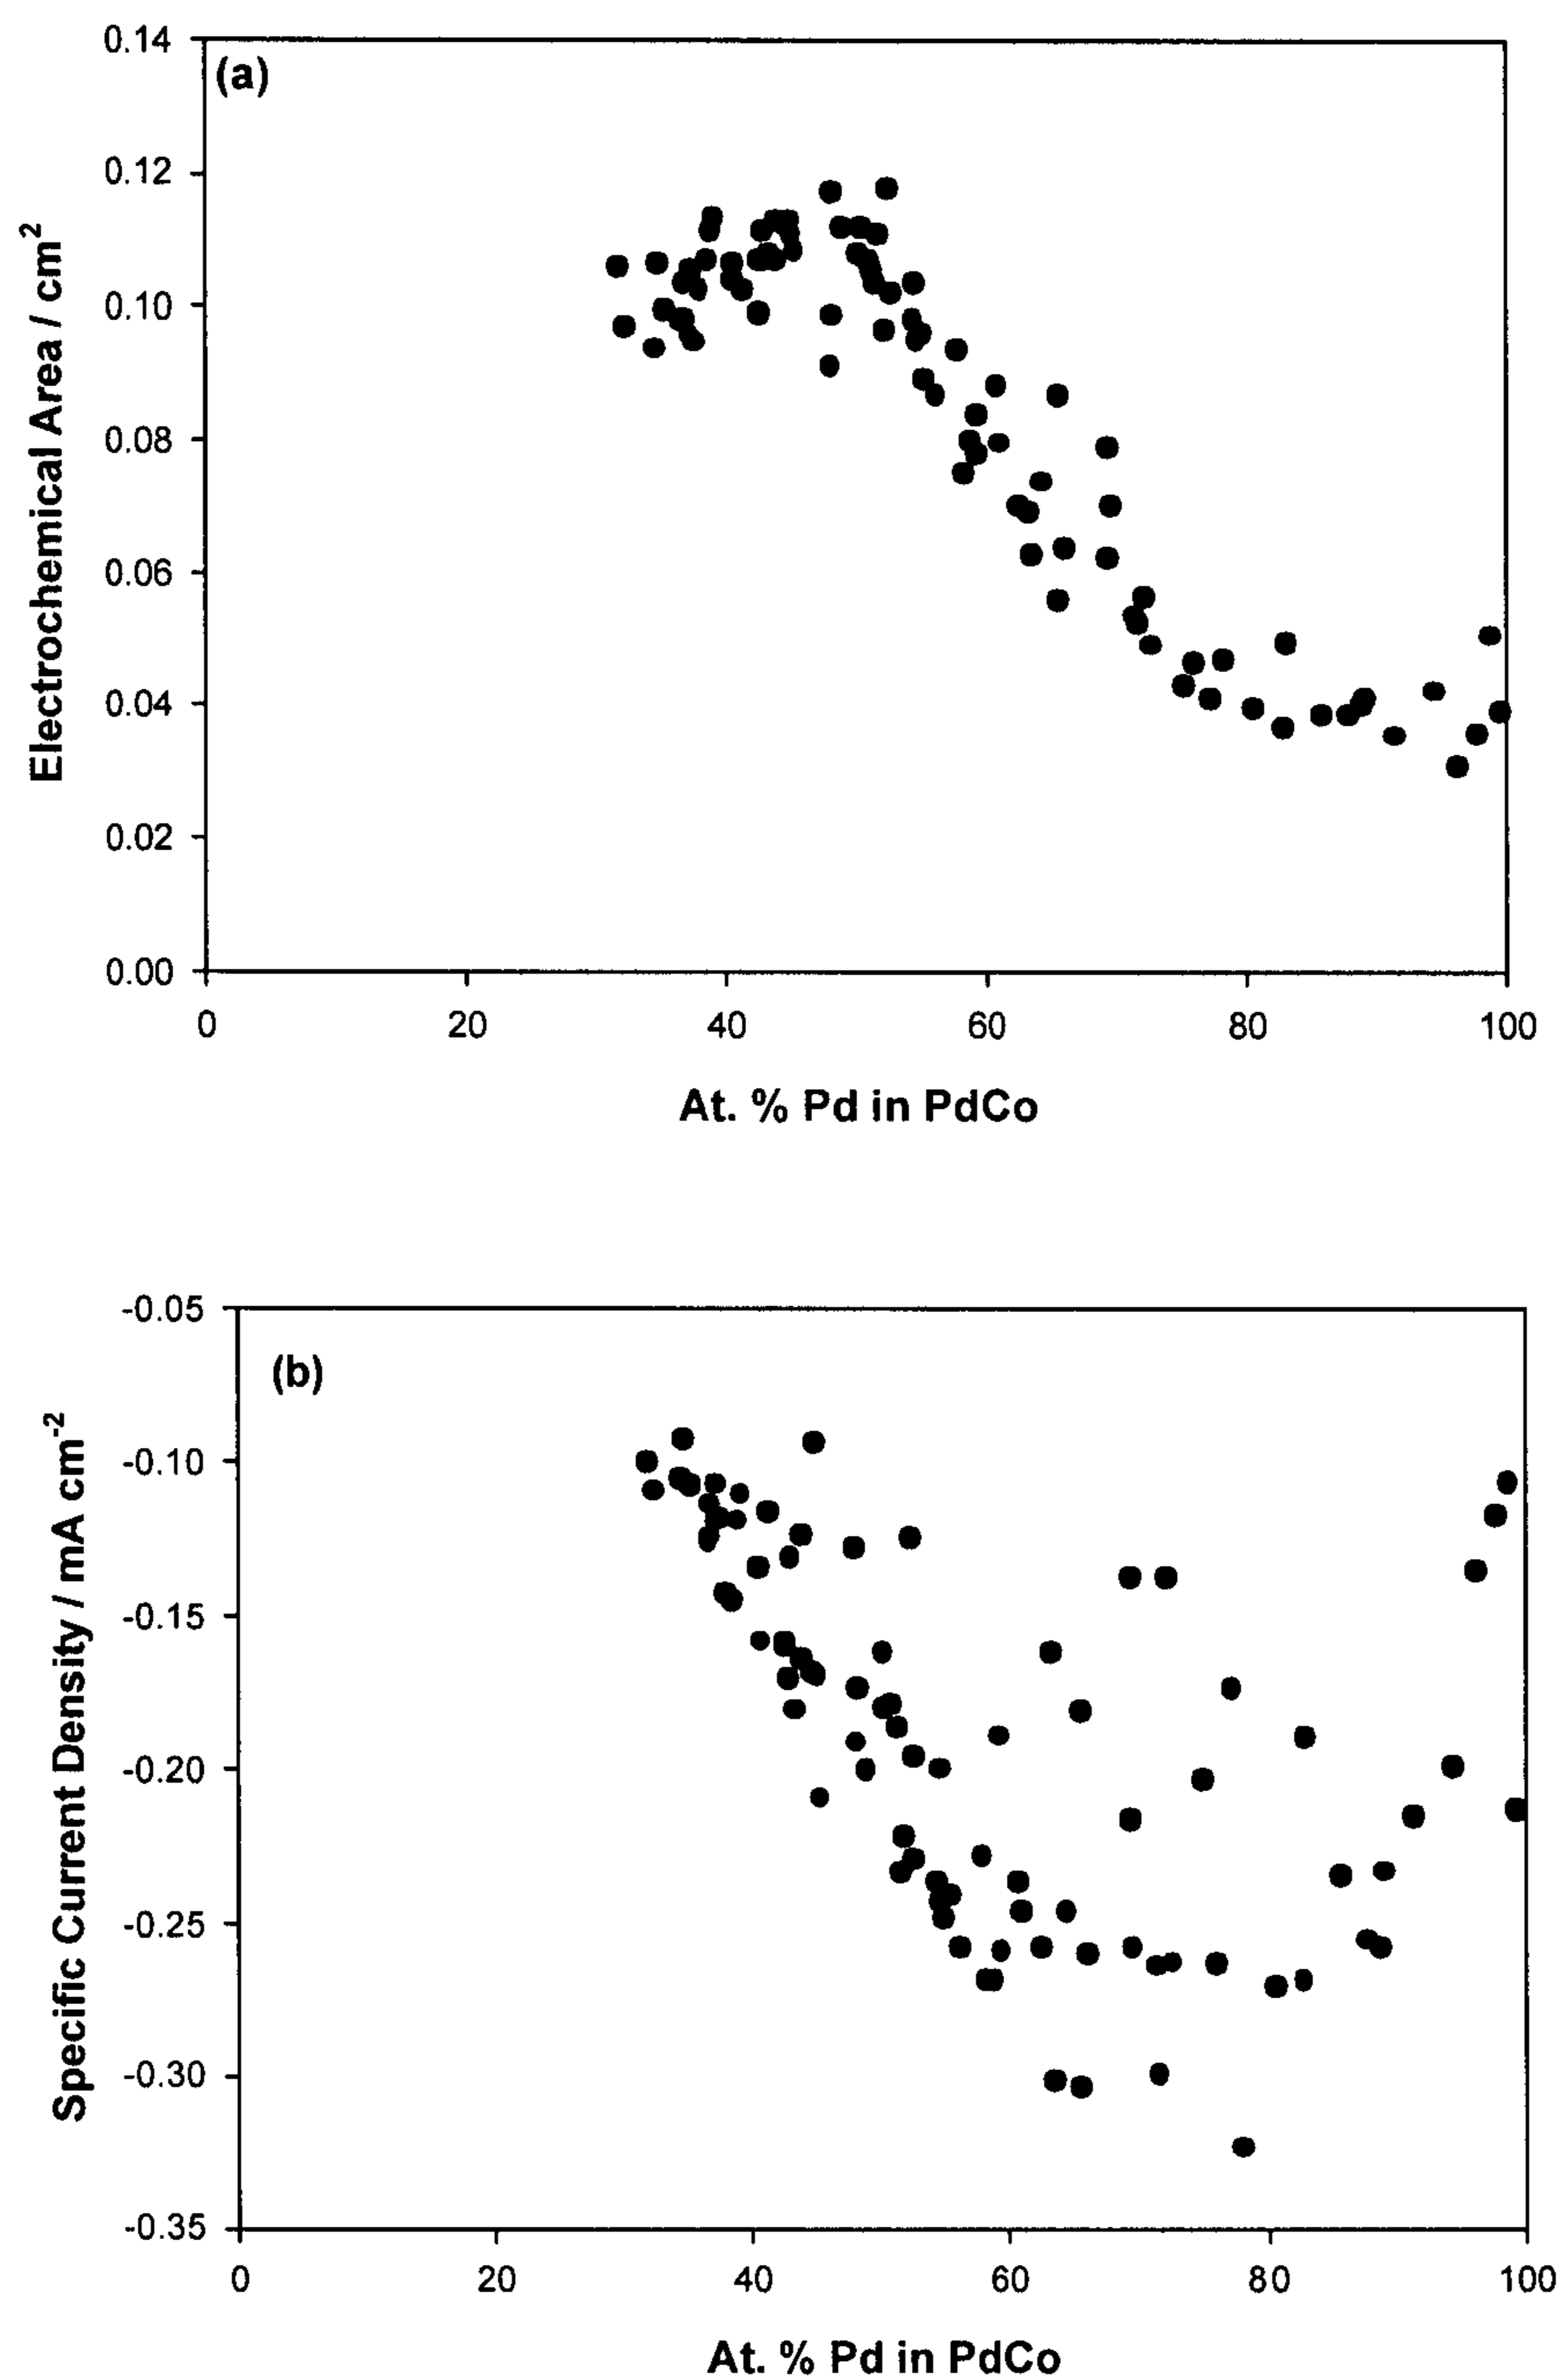 0.14
(a)
0.12
0.10
0.08
0.06
0.04
0.02
0.00
Electrochemical Area / cm²
0 20 40 60 80 100
At. % Pd in PdCo
-0.05
(b)
-0.10
-0.15
-0.20
-0.25
-0.30
-0.35
Specific Current Density / mA cm⁻²
0 20 40 60 80 100
At. % Pd in PdCo